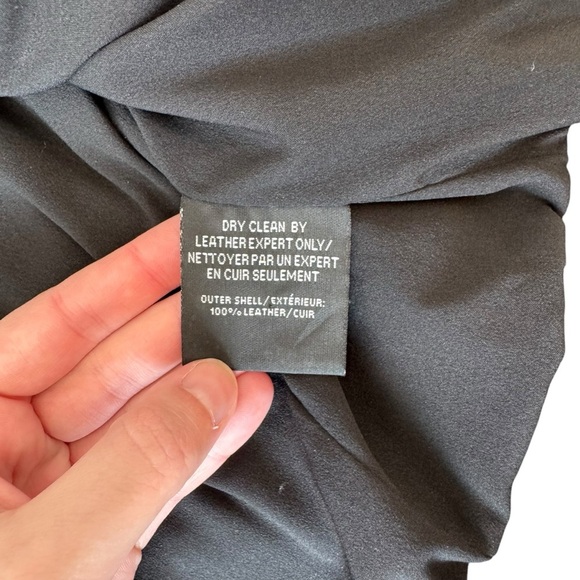 DRY CLEAN BY
LEATHER EXPERT ONLY/
NETTOYER PAR UN EXPERT
EN CUIR SEULEMENT
OUTER SHELL/EXTÉRIEUR:
100% LEATHER/CUIR